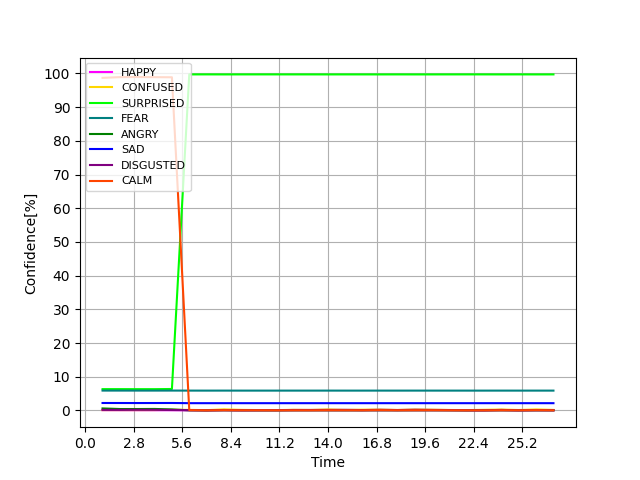 100
90
80
70
60
50
40
30
20
10
0
Confidence[%]
HAPPY
CONFUSED
SURPRISED
FEAR
ANGRY
SAD
DISGUSTED
CALM
0.0 2.8 5.6 8.4 11.2 14.0 16.8 19.6 22.4 25.2
Time